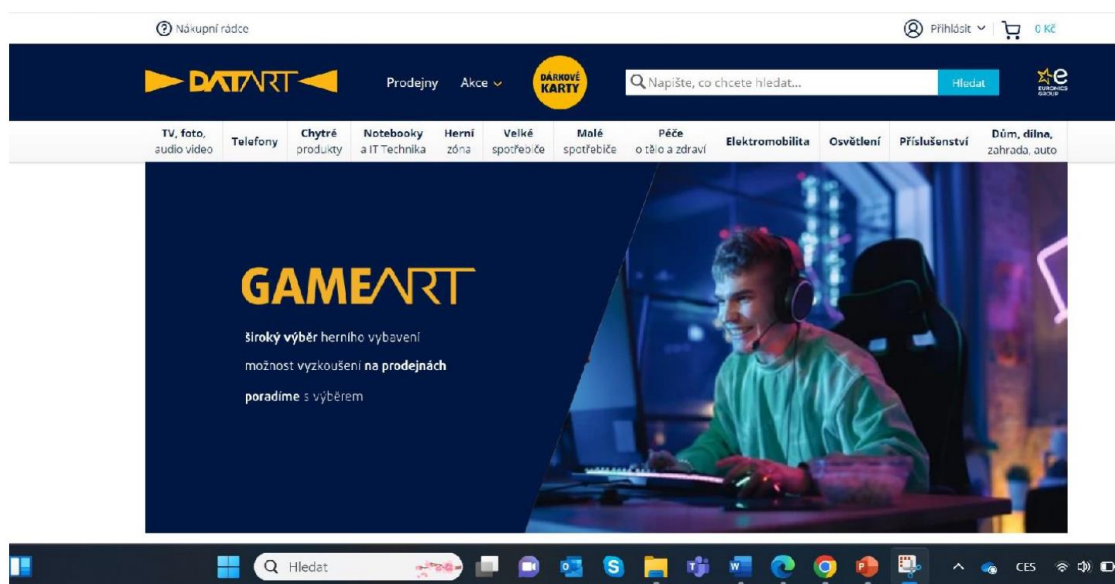 Nákupní rádce
Přihlásit
0 Kč
DATART
Prodejny
Akce
DÁRKOVÉ
KARTY
Napište, co chcete hledat...
Hledat
e
EURONICS
GROUP
TV, foto,
audio video
Telefony
Chytré
produkty
Notebooky
a IT Technika
Herní
zóna
Velké
spotřebiče
Malé
spotřebiče
Péče
o tělo a zdraví
Elektromobilita
Osvětlení
Příslušenství
Dům, dílna,
zahrada, auto
GAMEART
široký výběr herního vybavení
možnost vyzkoušení na prodejnách
poradíme s výběrem
Hledat
CES